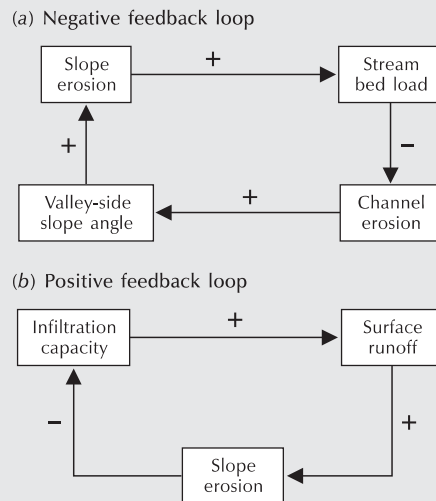 (a) Negative feedback loop
Slope
erosion
+
Stream
bed load
+
–
Valley-side
slope angle
+
Channel
erosion
(b) Positive feedback loop
Infiltration
capacity
+
Surface
runoff
–
+
Slope
erosion